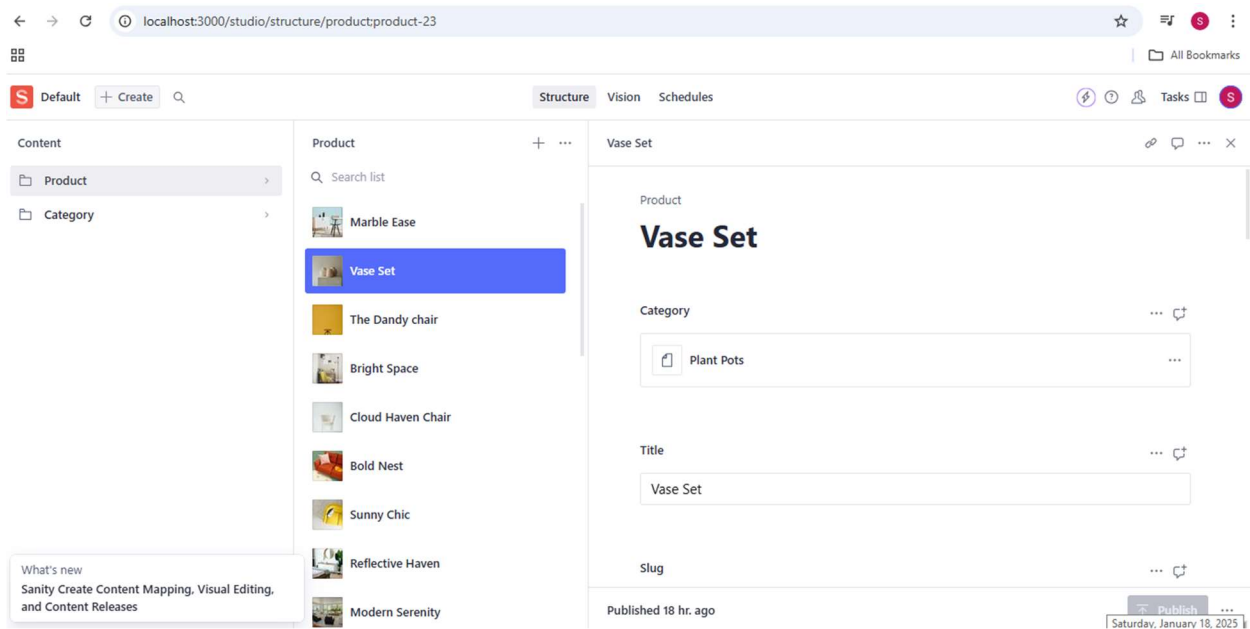 localhost:3000/studio/structure/product;product-23
S
All Bookmarks
S Default + Create Structure Vision Schedules Tasks S
Content
Product
Category
What's new
Sanity Create Content Mapping, Visual Editing,
and Content Releases
Product
Search list
Marble Ease
Vase Set
The Dandy chair
Bright Space
Cloud Haven Chair
Bold Nest
Sunny Chic
Reflective Haven
Modern Serenity
Vase Set
Product
Vase Set
Category
Plant Pots
Title
Vase Set
Slug
Published 18 hr. ago
Publish
Saturday, January 18, 2025